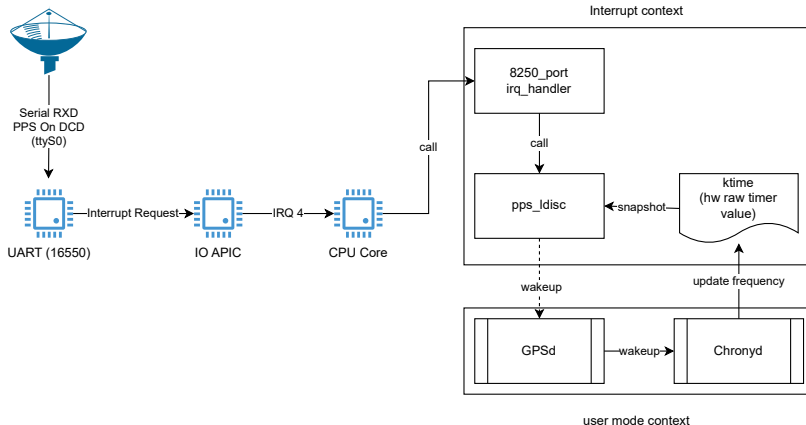 Interrupt context
Serial RXD
PPS On DCD
(ttyS0)
8250_port
irq_handler
call
call
ktime
(hw raw timer
value)
pps_ldisc
snapshot
Interrupt Request
IRQ 4
UART (16550)
IO APIC
CPU Core
wakeup
update frequency
GPSd
wakeup
Chronyd
user mode context